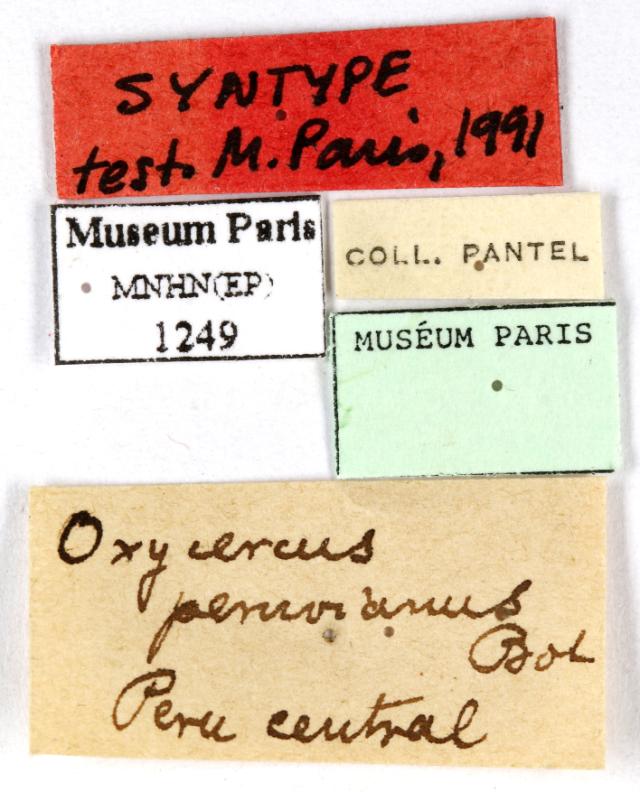 SYNTYPE
test. M. Paris, 1991
Museum Paris
MNHN(EP)
1249
COLL. PANTEL
MUSÉUM PARIS
Oxycercus
peruvianus
Bol
Peru central